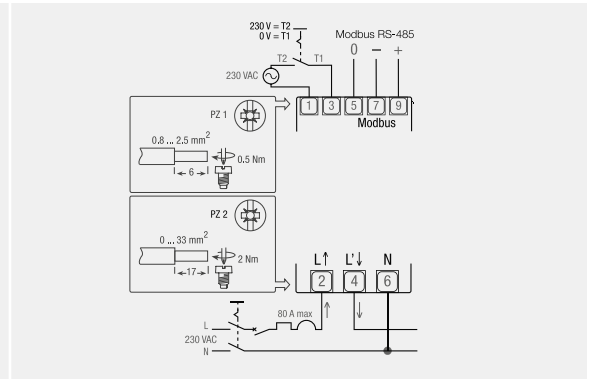 230 V = T2
0 V = T1
Modbus RS-485
T2 T1
0 − +
230 VAC
1 3 5 7 9
Modbus
PZ 1
0.8 ... 2.5 mm2
0.5 Nm
6
PZ 2
0 ... 33 mm2
2 Nm
17
L↑ L'↓ N
2 4 6
80 A max
L
230 VAC
N